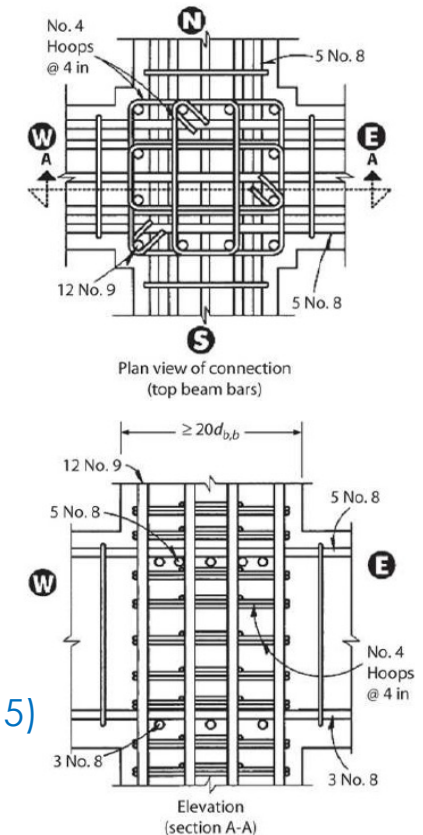 N
No. 4
Hoops
@ 4 in
5 No. 8
W
E
A
A
12 No. 9
5 No. 8
S
Plan view of connection
(top beam bars)
≥ 20d_{b,b}
12 No. 9
5 No. 8
5 No. 8
W
E
No. 4
Hoops
@ 4 in
5)
3 No. 8
3 No. 8
Elevation
(section A-A)